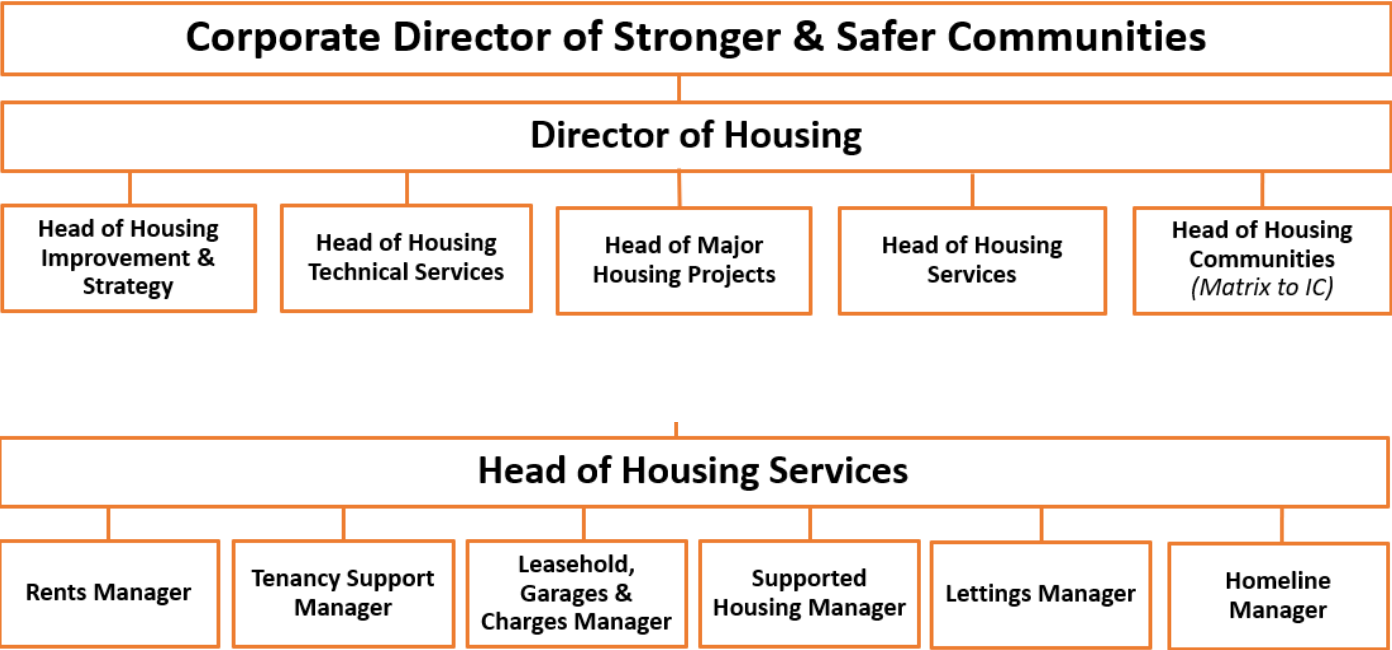 Corporate Director of Stronger & Safer Communities
Director of Housing
Head of Housing
Improvement &
Strategy
Head of Housing
Technical Services
Head of Major
Housing Projects
Head of Housing
Services
Head of Housing
Communities
(Matrix to IC)
Head of Housing Services
Rents Manager
Tenancy Support
Manager
Leasehold,
Garages &
Charges Manager
Supported
Housing Manager
Lettings Manager
Homeline
Manager